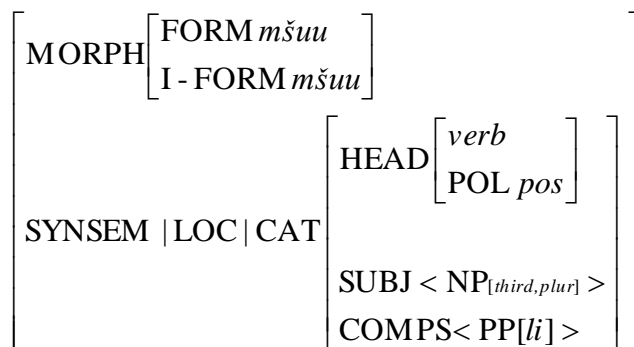 FORM mšuu
MORPH
I - FORM mšuu
verb
HEAD
POL pos
SYNSEM | LOC | CAT
SUBJ < NP[third,plur] >
COMPS< PP[li] >